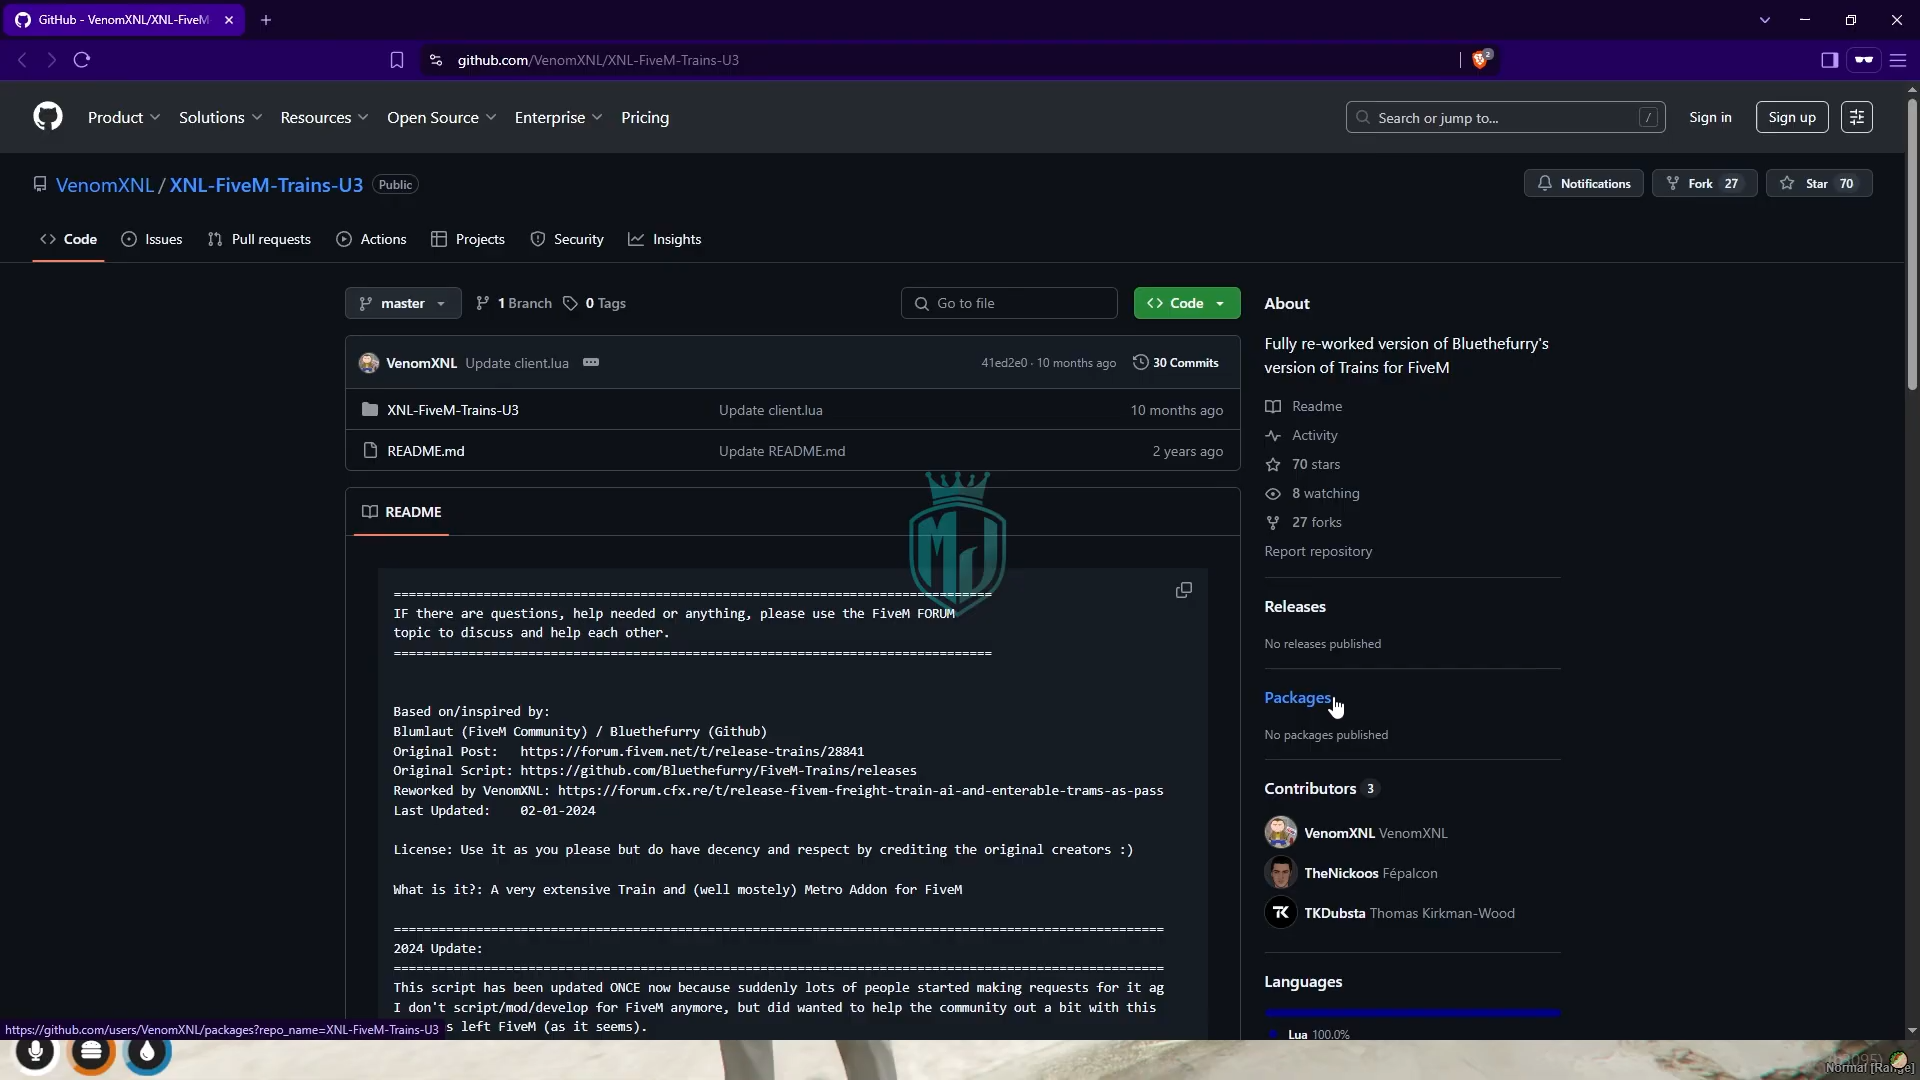 GitHub - VenomXNL/XNL-FiveM
github.com/VenomXNL/XNL-FiveM-Trains-U3
2
Product
Solutions
Resources
Open Source
Enterprise
Pricing
Search or jump to...
/
Sign in
Sign up
VenomXNL / XNL-FiveM-Trains-U3 Public
Notifications
Fork 27
Star 70
Code
Issues
Pull requests
Actions
Projects
Security
Insights
master
1 Branch
0 Tags
Go to file
Code
VenomXNL Update client.lua
41ed2e0 · 10 months ago
30 Commits
XNL-FiveM-Trains-U3 Update client.lua 10 months ago
README.md Update README.md 2 years ago
README
MJ
================================================================================
IF there are questions, help needed or anything, please use the FiveM FORUM
topic to discuss and help each other.
================================================================================
Based on/inspired by:
Blumlaut (FiveM Community) / Bluethefurry (Github)
Original Post: https://forum.fivem.net/t/release-trains/28841
Original Script: https://github.com/Bluethefurry/FiveM-Trains/releases
Reworked by VenomXNL: https://forum.cfx.re/t/release-fivem-freight-train-ai-and-enterable-trams-as-pass
Last Updated: 02-01-2024
License: Use it as you please but do have decency and respect by crediting the original creators :)
What is it?: A very extensive Train and (well mostely) Metro Addon for FiveM
=======================================================================================================
2024 Update:
=======================================================================================================
This script has been updated ONCE now because suddenly lots of people started making requests for it ag
I don't script/mod/develop for FiveM anymore, but did wanted to help the community out a bit with this
s left FiveM (as it seems).
About
Fully re-worked version of Bluethefurry's
version of Trains for FiveM
Readme
Activity
70 stars
8 watching
27 forks
Report repository
Releases
No releases published
Packages
No packages published
Contributors 3
VenomXNL VenomXNL
TheNickoos Fépalcon
TK TKDubsta Thomas Kirkman-Wood
Languages
Lua 100.0%
https://github.com/users/VenomXNL/packages?repo_name=XNL-FiveM-Trains-U3